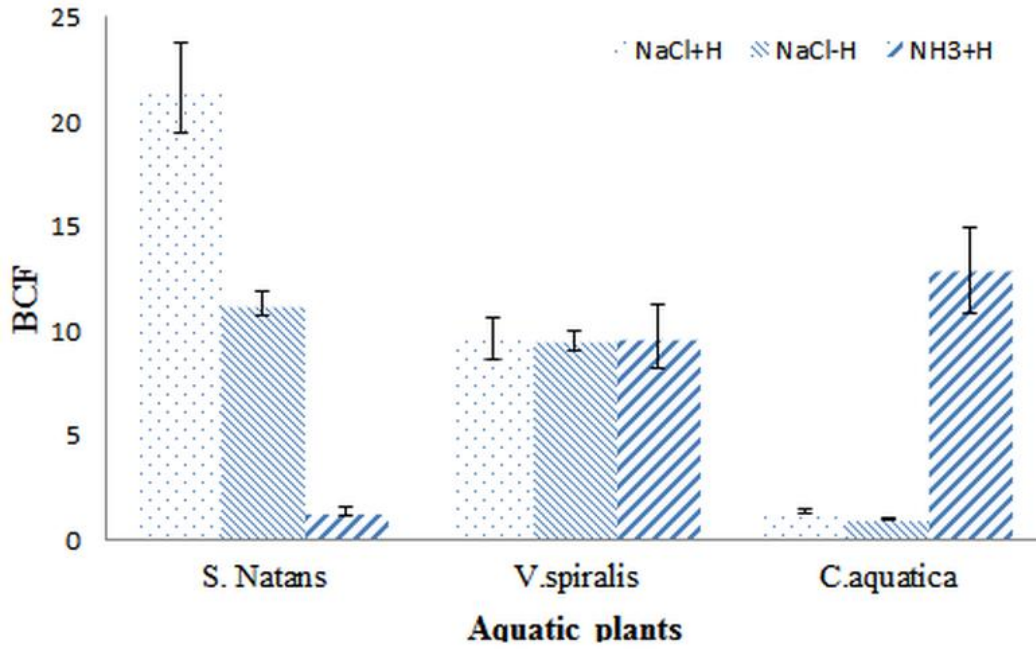 25
20
15
10
5
0
BCF
NaCl+H NaCl-H NH3+H
S. Natans V.spiralis C.aquatica
Aquatic plants